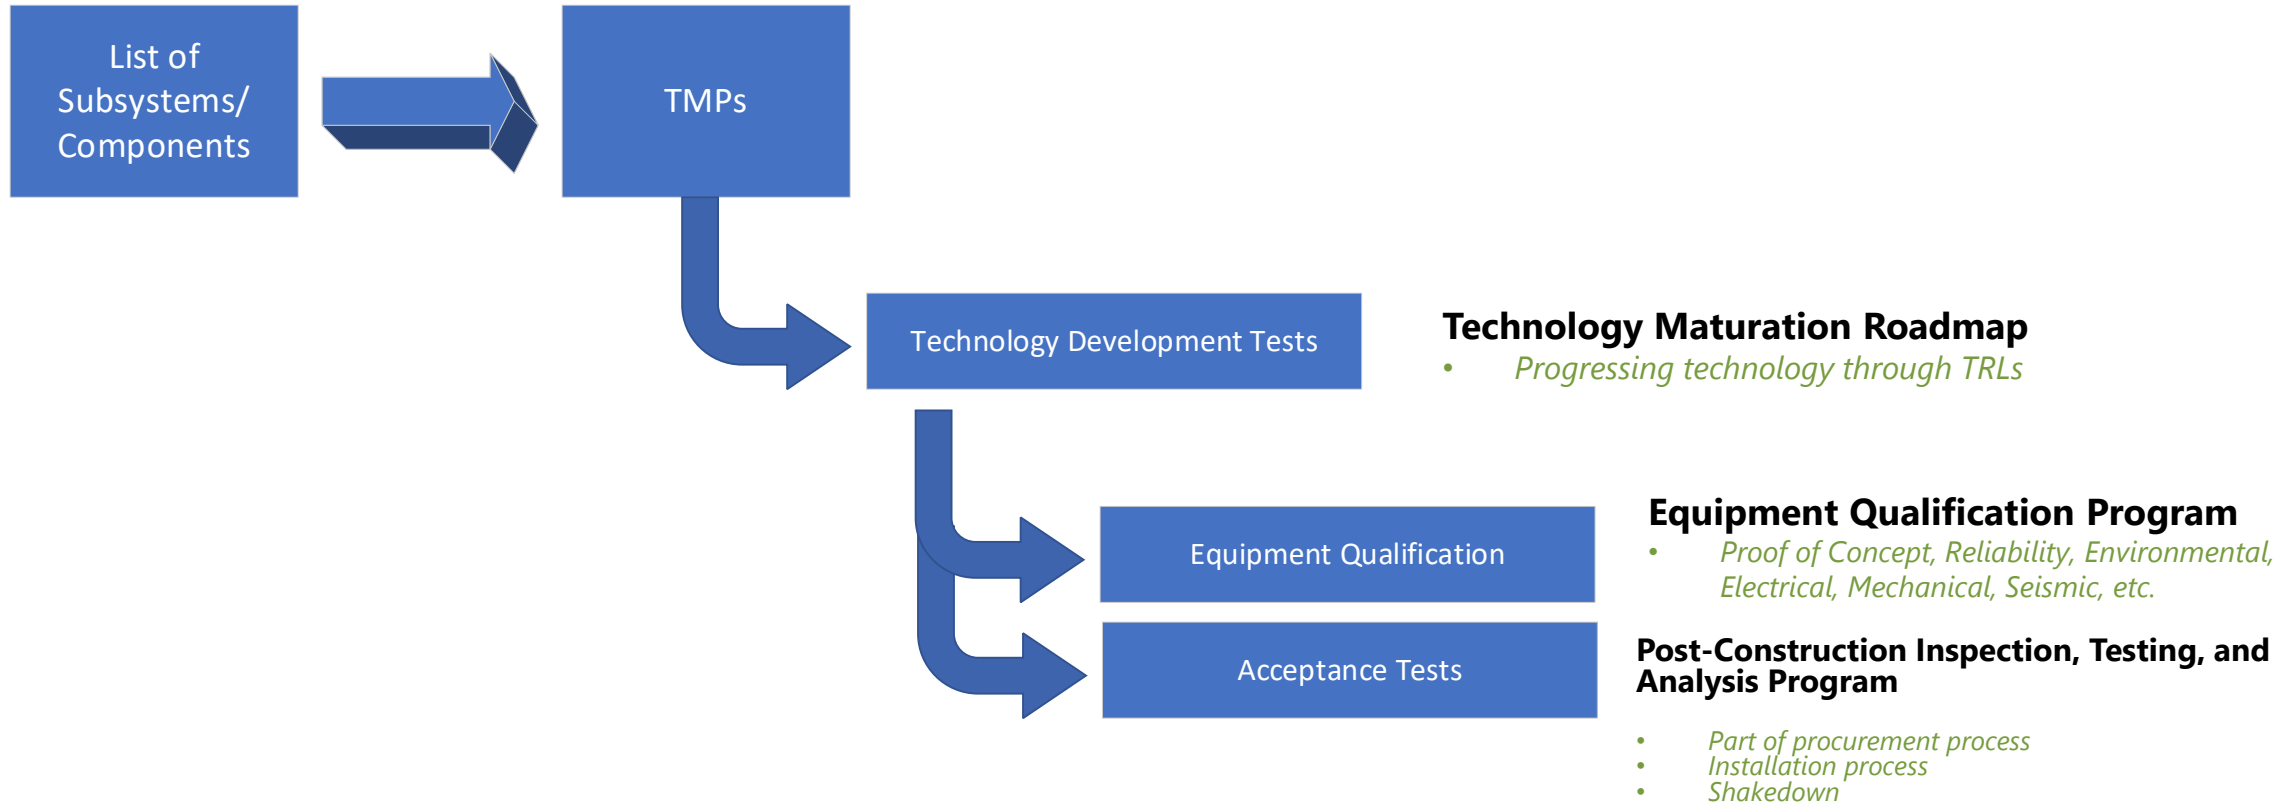 List of
Subsystems/
Components
TMPs
Technology Development Tests
Technology Maturation Roadmap
• Progressing technology through TRLs
Equipment Qualification
Equipment Qualification Program
• Proof of Concept, Reliability, Environmental,
Electrical, Mechanical, Seismic, etc.
Acceptance Tests
Post-Construction Inspection, Testing, and
Analysis Program
• Part of procurement process
• Installation process
• Shakedown